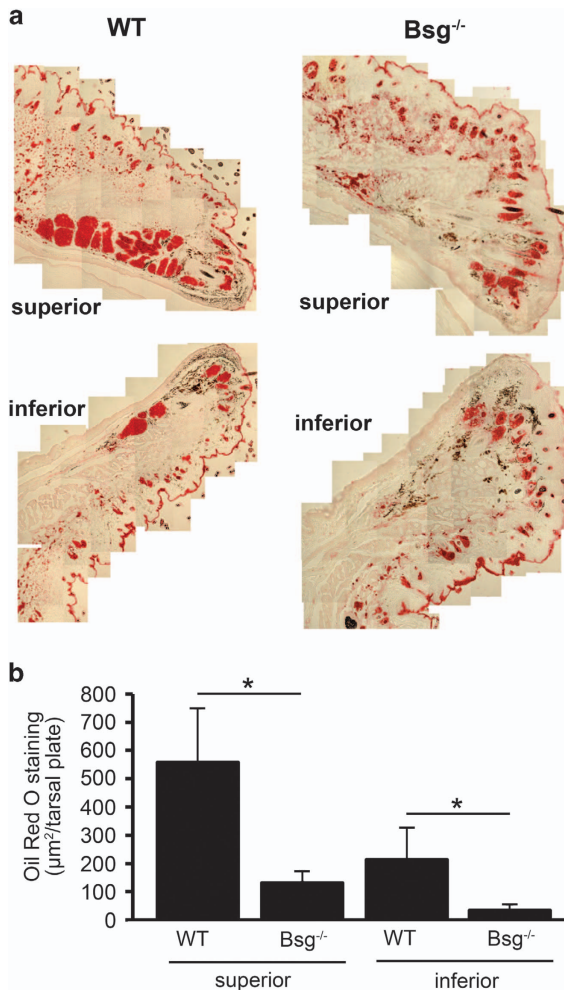 a
WT
Bsg-/-
superior
superior
inferior
inferior
b
Oil Red O staining
(µm²/tarsal plate)
800
700
600
500
400
300
200
100
0
*
*
WT
Bsg-/-
WT
Bsg-/-
superior
inferior